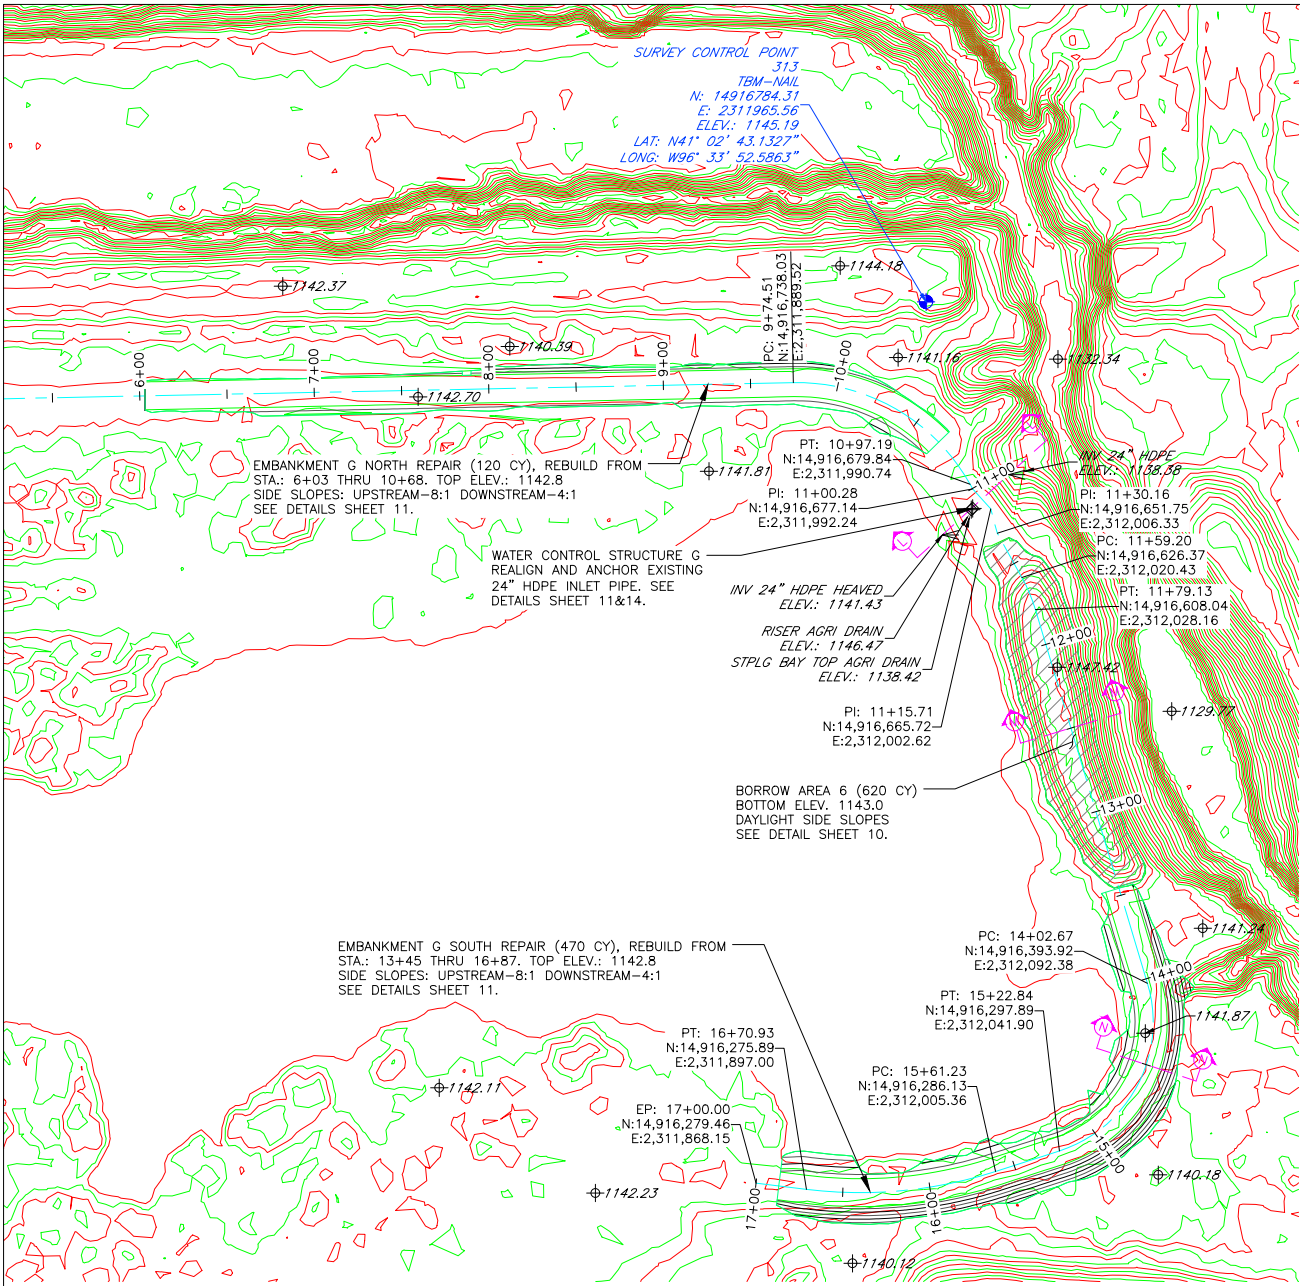 SURVEY CONTROL POINT
313
TBM-NAIL
N: 14916784.31
E: 2311965.56
ELEV.: 1145.19
LAT: N41° 02' 43.1327"
LONG: W96° 33' 52.5863"
1144.18
1142.37
PC: 9+74.51
N:14,916,738.03
E:2,311,889.52
1140.39
1141.16
1132.34
6+00
7+00
8+00
9+00
10+00
1142.70
EMBANKMENT G NORTH REPAIR (120 CY), REBUILD FROM
STA.: 6+03 THRU 10+68. TOP ELEV.: 1142.8
SIDE SLOPES: UPSTREAM-8:1 DOWNSTREAM-4:1
SEE DETAILS SHEET 11.
1141.81
PT: 10+97.19
N:14,916,679.84
E:2,311,990.74
L
INV 24" HDPE
ELEV.: 1138.38
11+00
PI: 11+00.28
N:14,916,677.14
E:2,311,992.24
PI: 11+30.16
N:14,916,651.75
E:2,312,006.33
L
PC: 11+59.20
N:14,916,626.37
E:2,312,020.43
WATER CONTROL STRUCTURE G
REALIGN AND ANCHOR EXISTING
24" HDPE INLET PIPE. SEE
DETAILS SHEET 11&14.
INV 24" HDPE HEAVED
ELEV.: 1141.43
PT: 11+79.13
N:14,916,608.04
E:2,312,028.16
RISER AGRI DRAIN
ELEV.: 1146.47
12+00
STPLG BAY TOP AGRI DRAIN
ELEV.: 1138.42
1147.42
M
M
1129.77
PI: 11+15.71
N:14,916,665.72
E:2,312,002.62
BORROW AREA 6 (620 CY)
BOTTOM ELEV. 1143.0
DAYLIGHT SIDE SLOPES
SEE DETAIL SHEET 10.
13+00
1141.24
EMBANKMENT G SOUTH REPAIR (470 CY), REBUILD FROM
STA.: 13+45 THRU 16+87. TOP ELEV.: 1142.8
SIDE SLOPES: UPSTREAM-8:1 DOWNSTREAM-4:1
SEE DETAILS SHEET 11.
PC: 14+02.67
N:14,916,393.92
E:2,312,092.38
14+00
PT: 15+22.84
N:14,916,297.89
E:2,312,041.90
1141.87
N
N
PT: 16+70.93
N:14,916,275.89
E:2,311,897.00
PC: 15+61.23
N:14,916,286.13
E:2,312,005.36
1142.11
EP: 17+00.00
N:14,916,279.46
E:2,311,868.15
15+00
1140.18
1142.23
17+00
16+00
1140.12